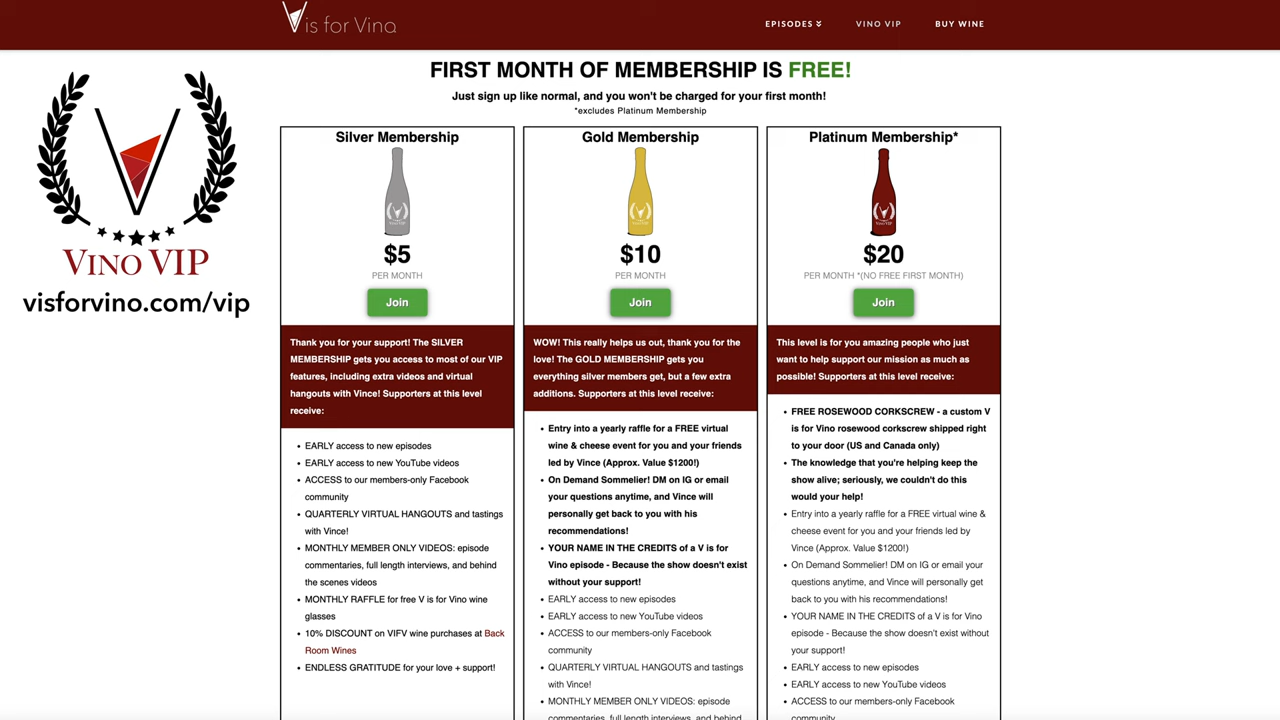 V is for Vino
EPISODES
VINO VIP
BUY WINE
FIRST MONTH OF MEMBERSHIP IS FREE!
Just sign up like normal, and you won't be charged for your first month!
*excludes Platinum Membership
VINO VIP
visforvino.com/vip
Silver Membership
VINO VIP
$5
PER MONTH
Join
Thank you for your support! The SILVER
MEMBERSHIP gets you access to most of our VIP
features, including extra videos and virtual
hangouts with Vince! Supporters at this level
receive:
• EARLY access to new episodes
• EARLY access to new YouTube videos
• ACCESS to our members-only Facebook
community
• QUARTERLY VIRTUAL HANGOUTS and tastings
with Vince!
• MONTHLY MEMBER ONLY VIDEOS: episode
commentaries, full length interviews, and behind
the scenes videos
• MONTHLY RAFFLE for free V is for Vino wine
glasses
• 10% DISCOUNT on VIFV wine purchases at Back
Room Wines
• ENDLESS GRATITUDE for your love + support!
Gold Membership
VINO VIP
$10
PER MONTH
Join
WOW! This really helps us out, thank you for the
love! The GOLD MEMBERSHIP gets you
everything silver members get, but a few extra
additions. Supporters at this level receive:
• Entry into a yearly raffle for a FREE virtual
wine & cheese event for you and your friends
led by Vince (Approx. Value $1200!)
• On Demand Sommelier! DM on IG or email
your questions anytime, and Vince will
personally get back to you with his
recommendations!
• YOUR NAME IN THE CREDITS of a V is for
Vino episode - Because the show doesn't exist
without your support!
• EARLY access to new episodes
• EARLY access to new YouTube videos
• ACCESS to our members-only Facebook
community
• QUARTERLY VIRTUAL HANGOUTS and tastings
with Vince!
• MONTHLY MEMBER ONLY VIDEOS: episode
commentaries, full length interviews, and behind
Platinum Membership*
VINO VIP
$20
PER MONTH *(NO FREE FIRST MONTH)
Join
This level is for you amazing people who just
want to help support our mission as much as
possible! Supporters at this level receive:
• FREE ROSEWOOD CORKSCREW - a custom V
is for Vino rosewood corkscrew shipped right
to your door (US and Canada only)
• The knowledge that you're helping keep the
show alive; seriously, we couldn't do this
would your help!
• Entry into a yearly raffle for a FREE virtual wine &
cheese event for you and your friends led by
Vince (Approx. Value $1200!)
• On Demand Sommelier! DM on IG or email your
questions anytime, and Vince will personally get
back to you with his recommendations!
• YOUR NAME IN THE CREDITS of a V is for Vino
episode - Because the show doesn't exist without
your support!
• EARLY access to new episodes
• EARLY access to new YouTube videos
• ACCESS to our members-only Facebook
community